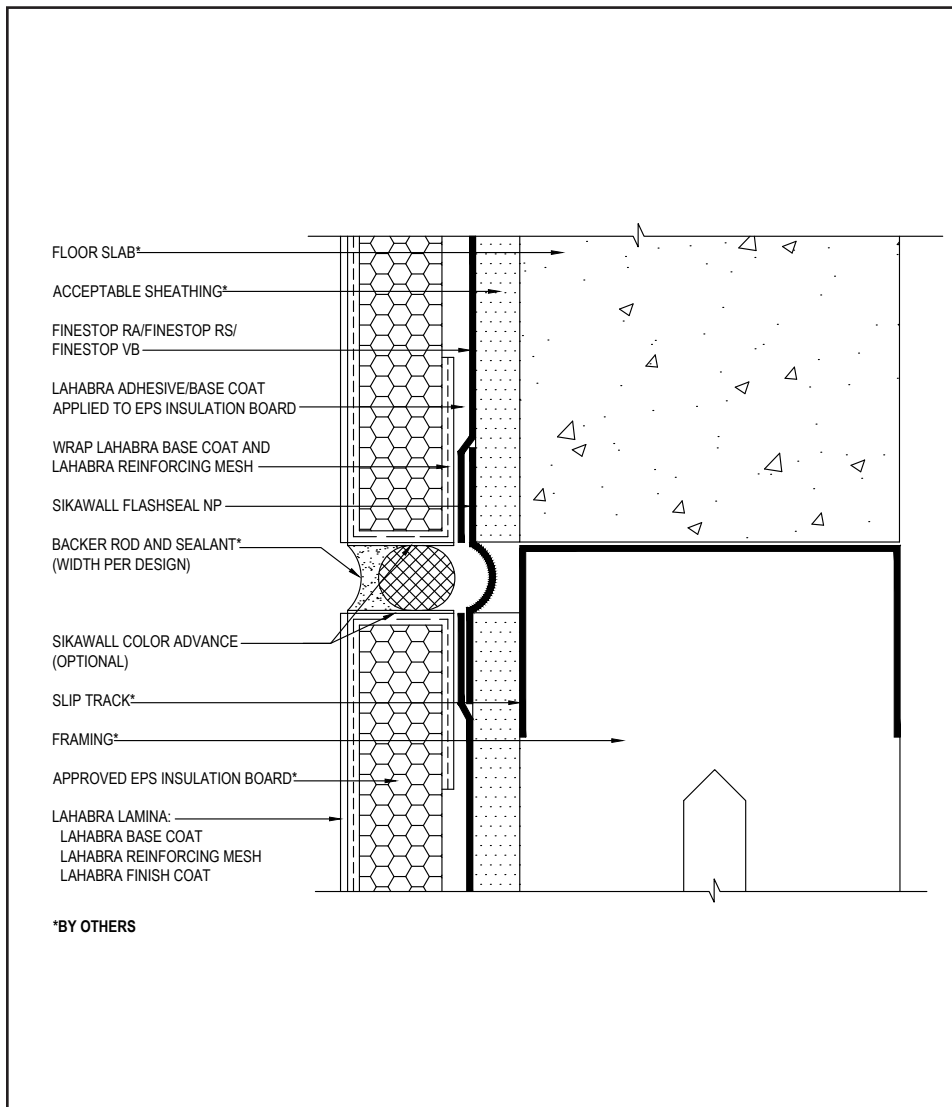 FLOOR SLAB*
ACCEPTABLE SHEATHING*
FINESTOP RA/FINESTOP RS/
FINESTOP VB
LAHABRA ADHESIVE/BASE COAT
APPLIED TO EPS INSULATION BOARD
WRAP LAHABRA BASE COAT AND
LAHABRA REINFORCING MESH
SIKAWALL FLASHSEAL NP
BACKER ROD AND SEALANT*
(WIDTH PER DESIGN)
SIKAWALL COLOR ADVANCE
(OPTIONAL)
SLIP TRACK*
FRAMING*
APPROVED EPS INSULATION BOARD*
LAHABRA LAMINA:
LAHABRA BASE COAT
LAHABRA REINFORCING MESH
LAHABRA FINISH COAT
*BY OTHERS